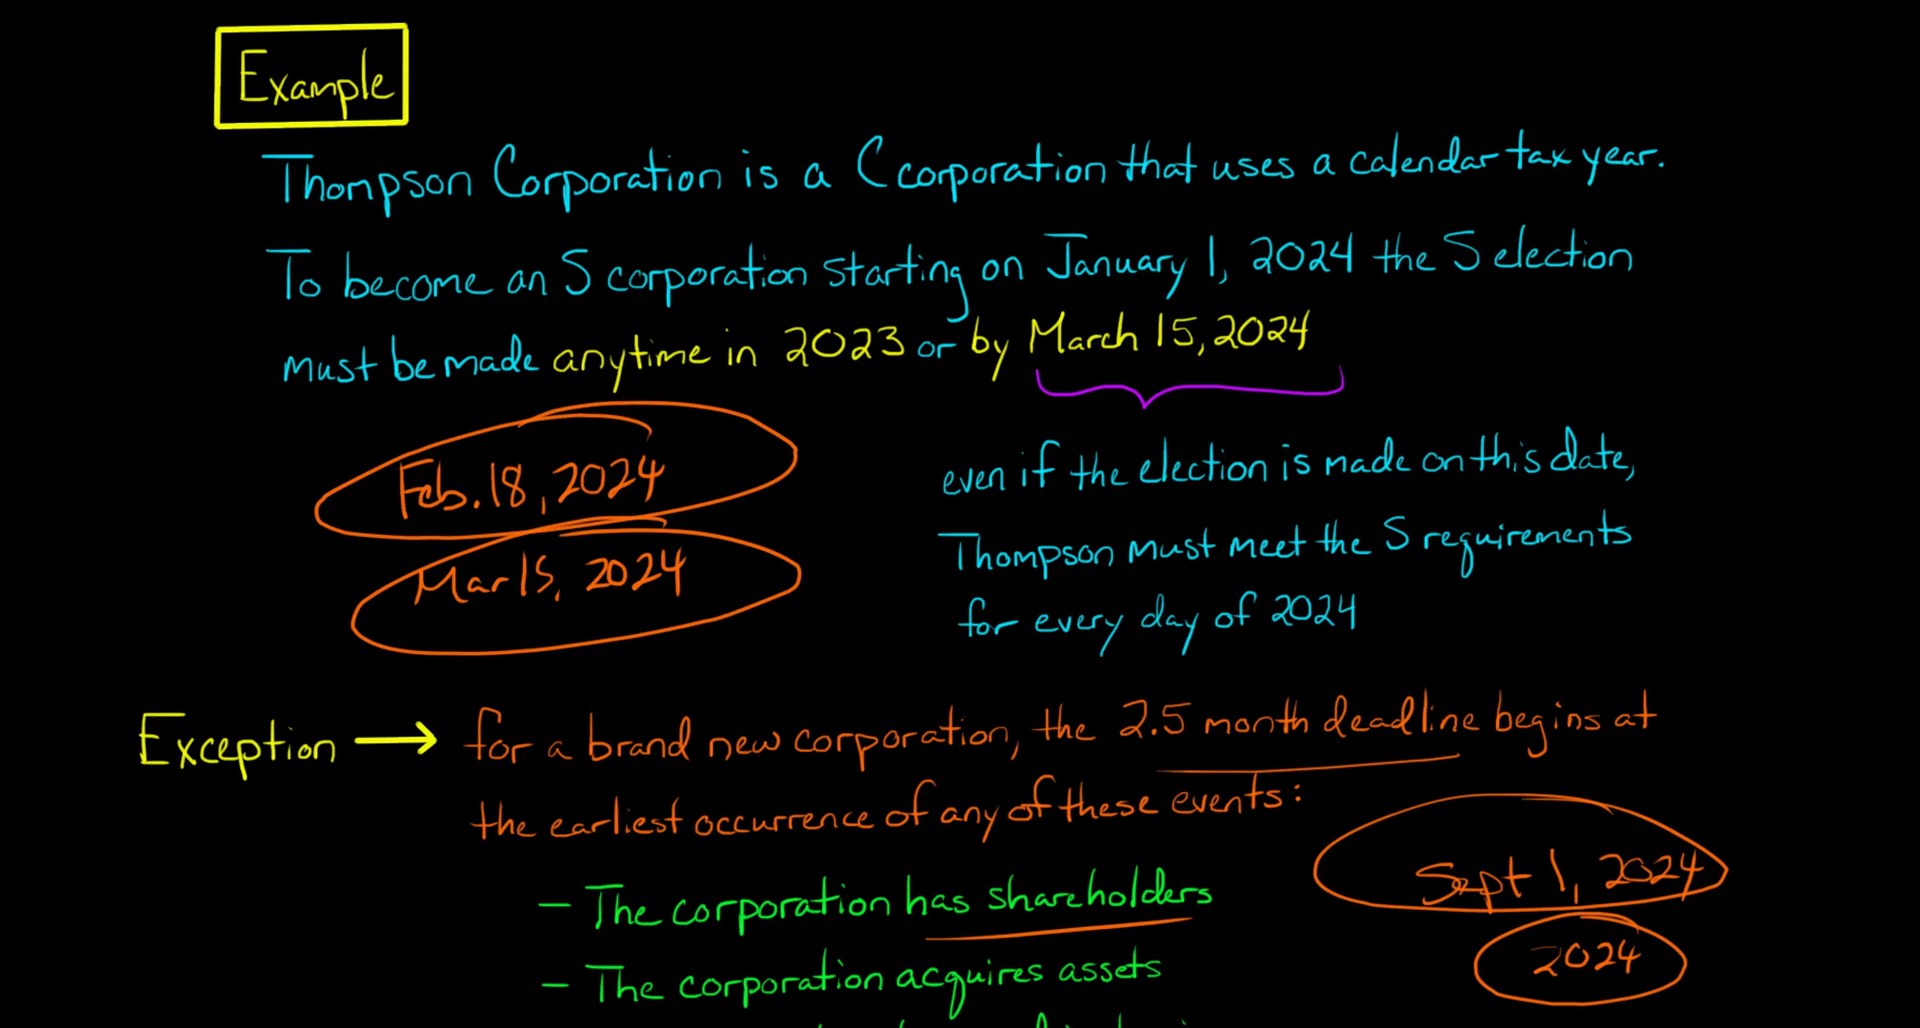 Example
Thompson Corporation is a C corporation that uses a calendar tax year.
To become an S corporation starting on January 1, 2024 the S election
must be made anytime in 2023 or by March 15, 2024
Feb. 18, 2024
Mar 15, 2024
even if the election is made on this date,
Thompson must meet the S requirements
for every day of 2024
Exception → for a brand new corporation, the 2.5 month deadline begins at
the earliest occurrence of any of these events:
- The corporation has shareholders
- The corporation acquires assets
Sept 1, 2024
2024